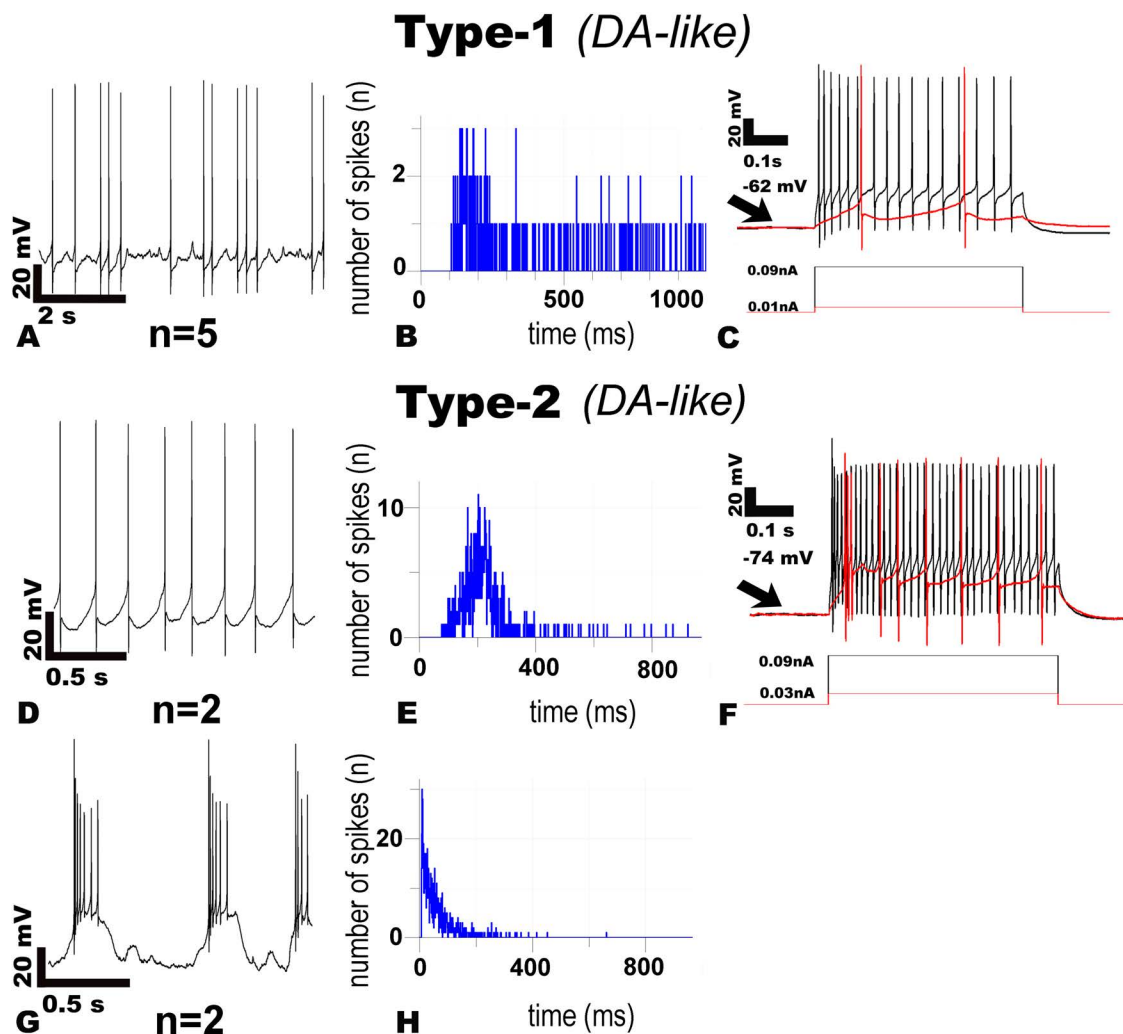 Type-1 (DA-like)
20 mV
2 s
A
n=5
number of spikes (n)
2
0
0
500
1000
time (ms)
B
20 mV
0.1s
-62 mV
0.09nA
0.01nA
C
Type-2 (DA-like)
20 mV
0.5 s
D
n=2
number of spikes (n)
10
0
0
400
800
time (ms)
E
20 mV
0.1 s
-74 mV
0.09nA
0.03nA
F
20 mV
0.5 s
G
n=2
number of spikes (n)
20
0
0
400
800
time (ms)
H